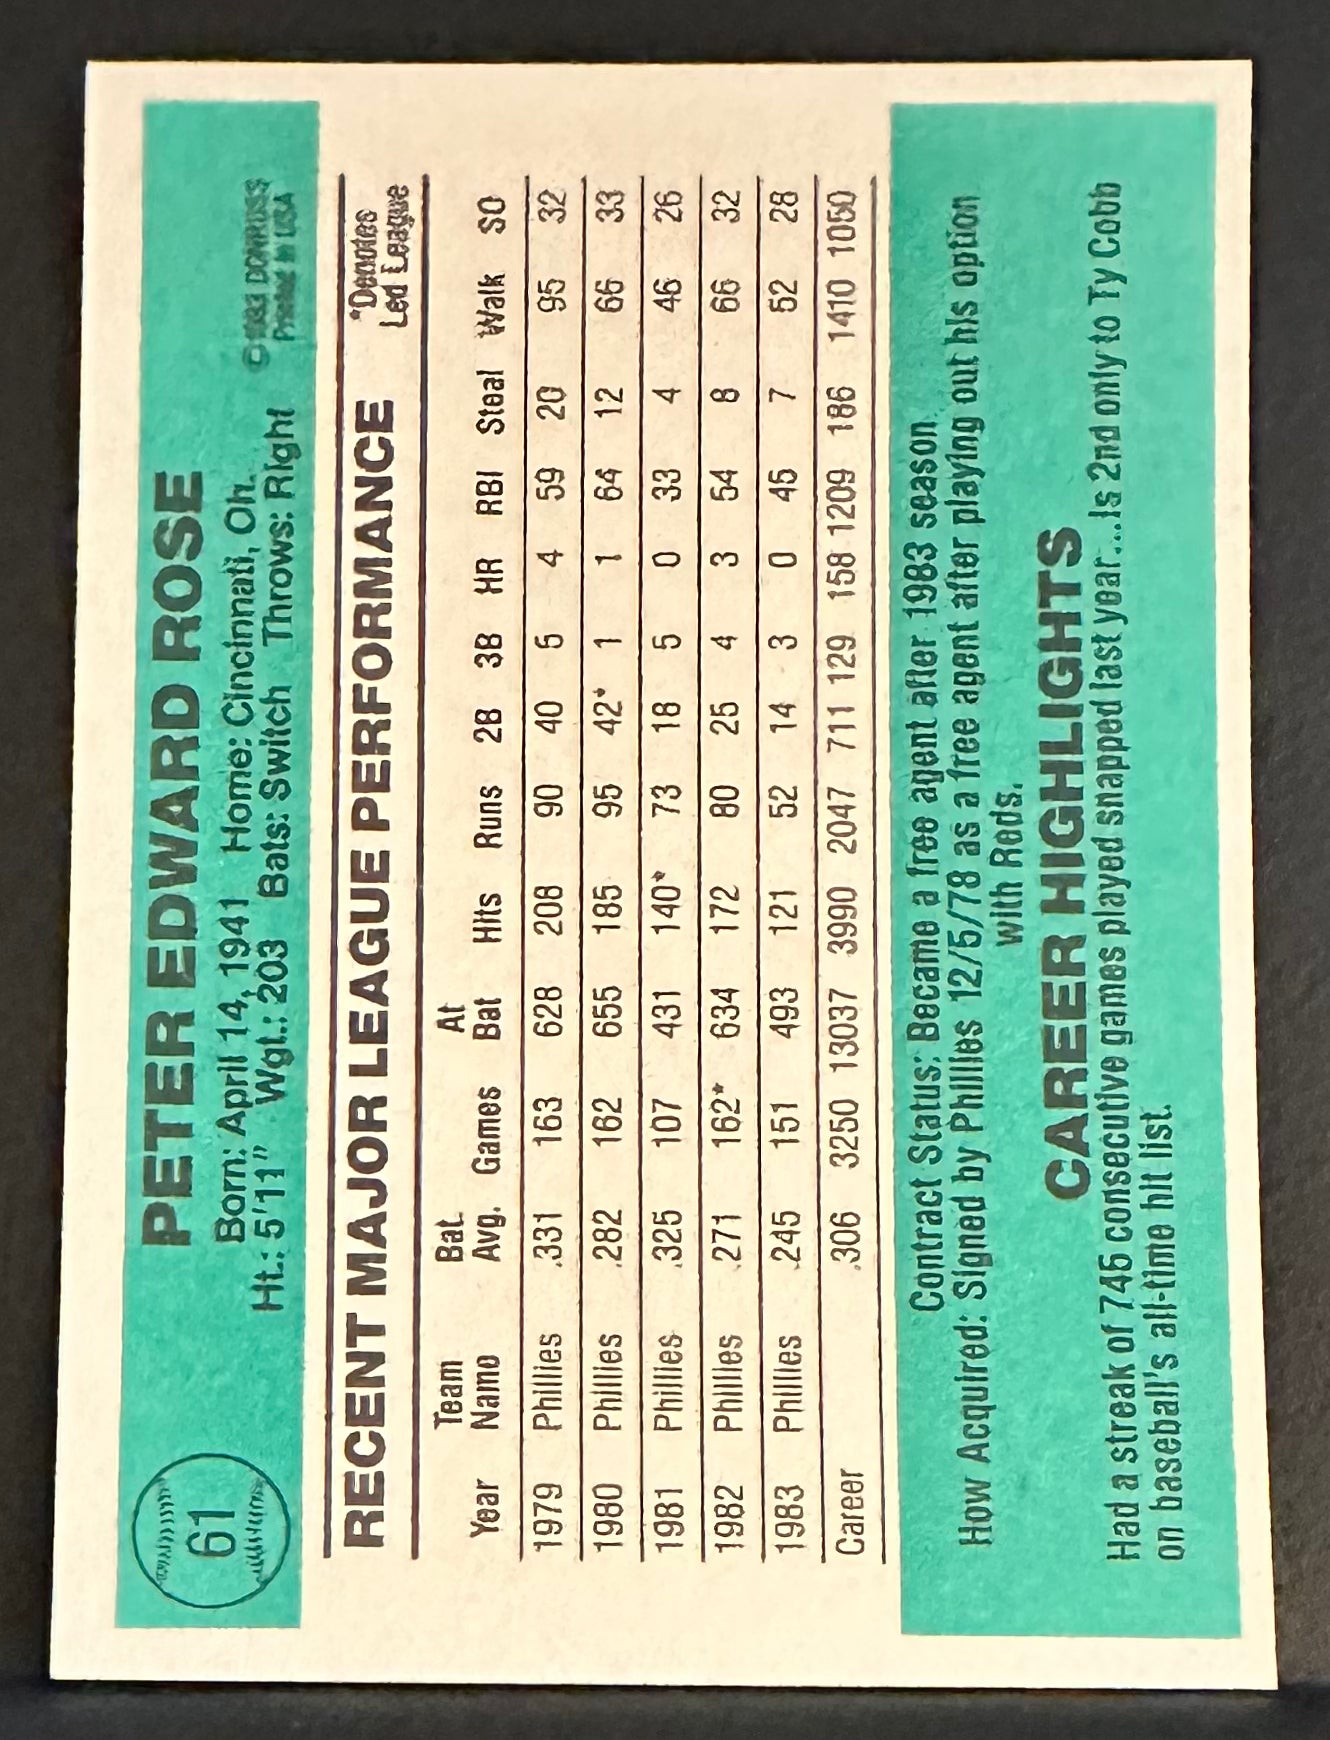 61
PETER EDWARD ROSE
Born: April 14, 1941 Home: Cincinnati, Oh.
Ht.: 5'11" Wgt.: 203 Bats: Switch Throws: Right
©1983 DONRUSS
Printed in USA
RECENT MAJOR LEAGUE PERFORMANCE
*Denotes
Led League
Year Team Name Bat. Avg. Games At Bat Hits Runs 2B 3B HR RBI Steal Walk SO
1979 Phillies .331 163 628 208 90 40 5 4 59 20 95 32
1980 Phillies .282 162 655 185 95 42* 1 1 64 12 66 33
1981 Phillies .325 107 431 140* 73 18 5 0 33 4 46 26
1982 Phillies .271 162* 634 172 80 25 4 3 54 8 66 32
1983 Phillies .245 151 493 121 52 14 3 0 45 7 52 28
Career .306 3250 13037 3990 2047 711 129 158 1209 186 1410 1050
Contract Status: Became a free agent after 1983 season
How Acquired: Signed by Phillies 12/5/78 as a free agent after playing out his option
with Reds.
CAREER HIGHLIGHTS
Had a streak of 745 consecutive games played snapped last year...Is 2nd only to Ty Cobb
on baseball's all-time hit list.